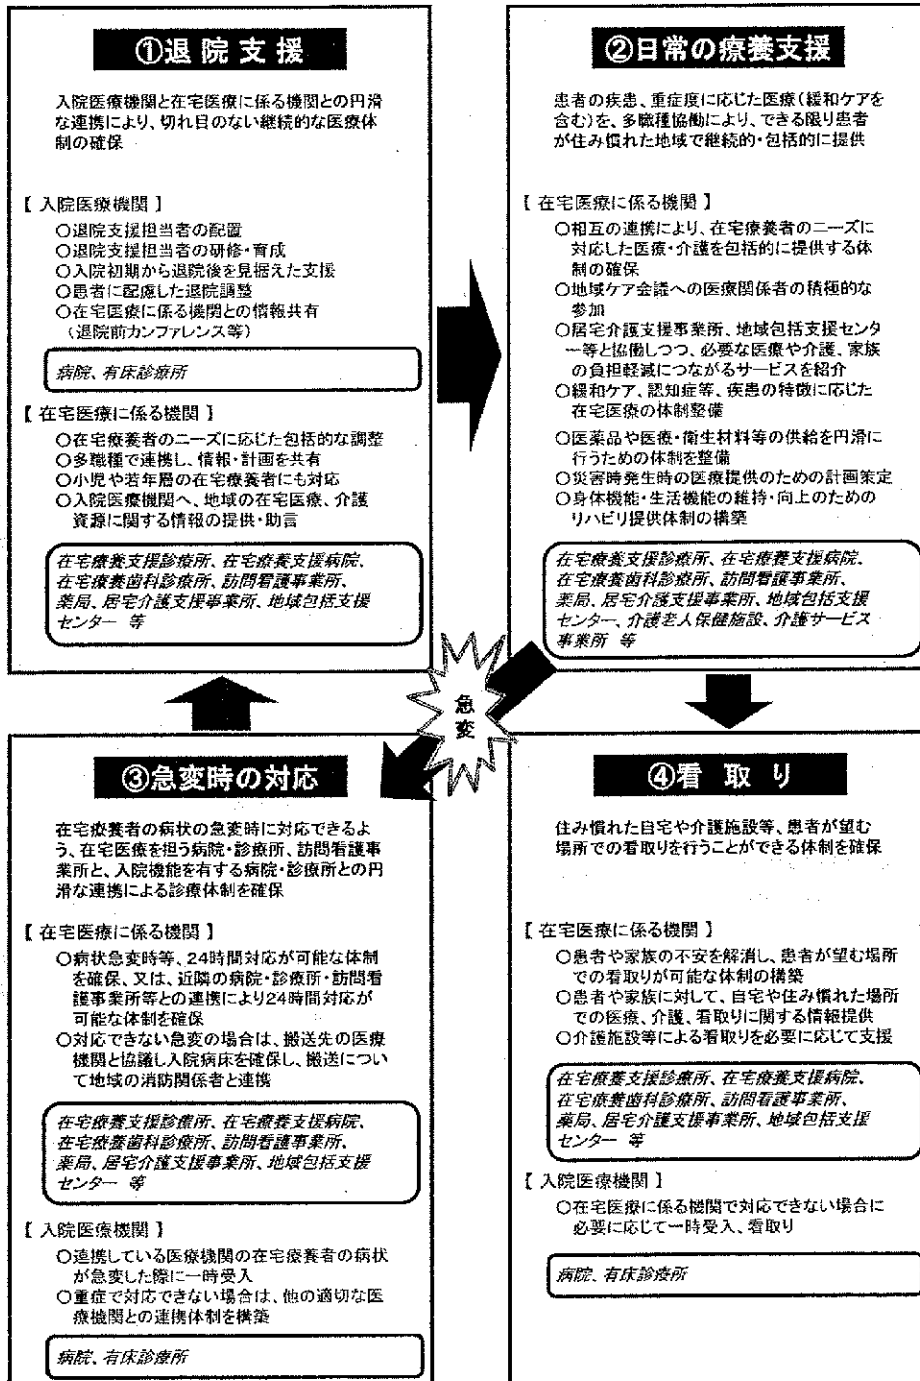 ①退院支援
入院医療機関と在宅医療に係る機関との円滑
な連携により、切れ目のない継続的な医療体
制の確保
【 入院医療機関 】
○退院支援担当者の配置
○退院支援担当者の研修・育成
○入院初期から退院後を見据えた支援
○患者に配慮した退院調整
○在宅医療に係る機関との情報共有
(退院前カンファレンス等)
病院、有床診療所
【 在宅医療に係る機関 】
○在宅療養者のニーズに応じた包括的な調整
○多職種で連携し、情報・計画を共有
○小児や若年層の在宅療養者にも対応
○入院医療機関へ、地域の在宅医療、介護
資源に関する情報の提供・助言
在宅療養支援診療所、在宅療養支援病院、
在宅療養歯科診療所、訪問看護事業所、
薬局、居宅介護支援事業所、地域包括支援
センター 等
②日常の療養支援
患者の疾患、重症度に応じた医療(緩和ケアを
含む)を、多職種協働により、できる限り患者
が住み慣れた地域で継続的・包括的に提供
【 在宅医療に係る機関 】
○相互の連携により、在宅療養者のニーズに
対応した医療・介護を包括的に提供する体
制の確保
○地域ケア会議への医療関係者の積極的な
参加
○居宅介護支援事業所、地域包括支援センタ
ー等と協働しつつ、必要な医療や介護、家族
の負担軽減につながるサービスを紹介
○緩和ケア、認知症等、疾患の特徴に応じた
在宅医療の体制整備
○医薬品や医療・衛生材料等の供給を円滑に
行うための体制を整備
○災害時発生時の医療提供のための計画策定
○身体機能・生活機能の維持・向上のための
リハビリ提供体制の構築
在宅療養支援診療所、在宅療養支援病院、
在宅療養歯科診療所、訪問看護事業所、
薬局、居宅介護支援事業所、地域包括支援
センター、介護老人保健施設、介護サービス
事業所 等
急変
③急変時の対応
在宅療養者の病状の急変時に対応できるよ
う、在宅医療を担う病院・診療所、訪問看護事
業所と、入院機能を有する病院・診療所との円
滑な連携による診療体制を確保
【 在宅医療に係る機関 】
○病状急変時等、24時間対応が可能な体制
を確保、又は、近隣の病院・診療所・訪問看
護事業所等との連携により24時間対応が
可能な体制を確保
○対応できない急変の場合は、搬送先の医療
機関と協議し入院病床を確保し、搬送につい
て地域の消防関係者と連携
在宅療養支援診療所、在宅療養支援病院、
在宅療養歯科診療所、訪問看護事業所、
薬局、居宅介護支援事業所、地域包括支援
センター 等
【 入院医療機関 】
○連携している医療機関の在宅療養者の病状
が急変した際に一時受入
○重症で対応できない場合は、他の適切な医
療機関との連携体制を構築
病院、有床診療所
④看取り
住み慣れた自宅や介護施設等、患者が望む
場所での看取りを行うことができる体制を確保
【 在宅医療に係る機関 】
○患者や家族の不安を解消し、患者が望む場所
での看取りが可能な体制の構築
○患者や家族に対して、自宅や住み慣れた場所
での医療、介護、看取りに関する情報提供
○介護施設等による看取りを必要に応じて支援
在宅療養支援診療所、在宅療養支援病院、
在宅療養歯科診療所、訪問看護事業所、
薬局、居宅介護支援事業所、地域包括支援
センター 等
【 入院医療機関 】
○在宅医療に係る機関で対応できない場合に
必要に応じて一時受入、看取り
病院、有床診療所